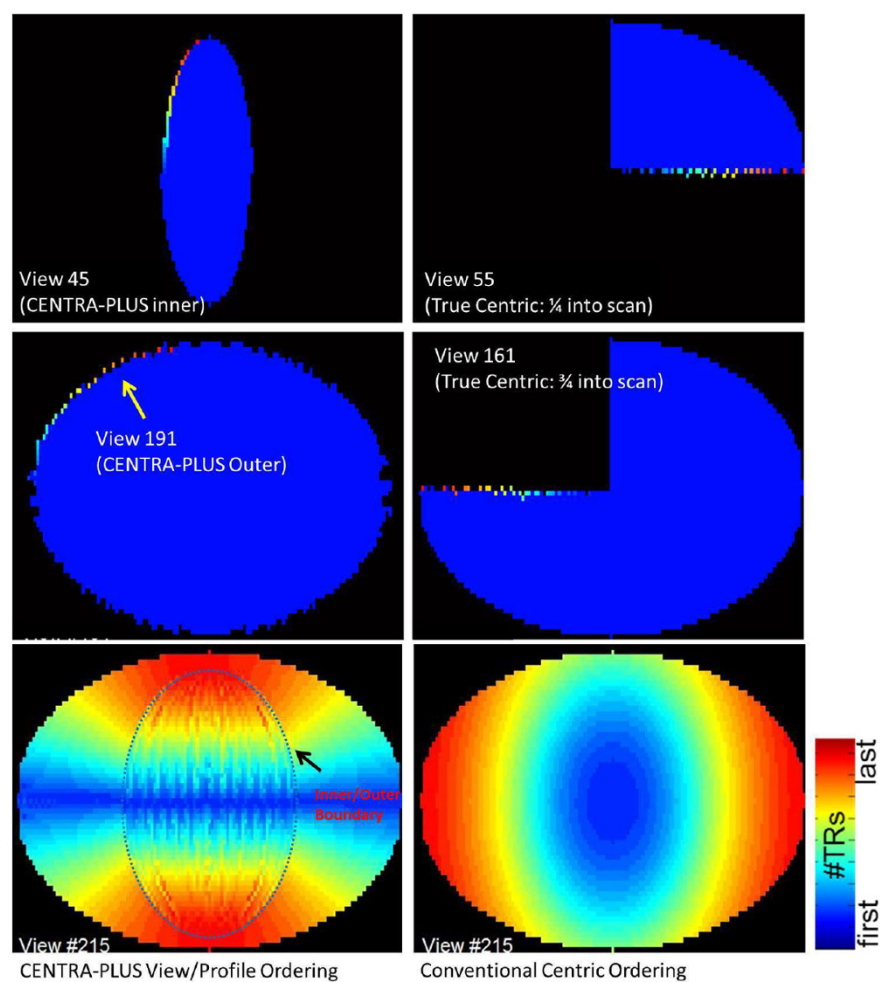 View 45
(CENTRA-PLUS inner)
View 55
(True Centric: ¼ into scan)
View 191
(CENTRA-PLUS Outer)
View 161
(True Centric: ¾ into scan)
Inner/Outer
Boundary
View #215
View #215
first #TRs last
CENTRA-PLUS View/Profile Ordering
Conventional Centric Ordering